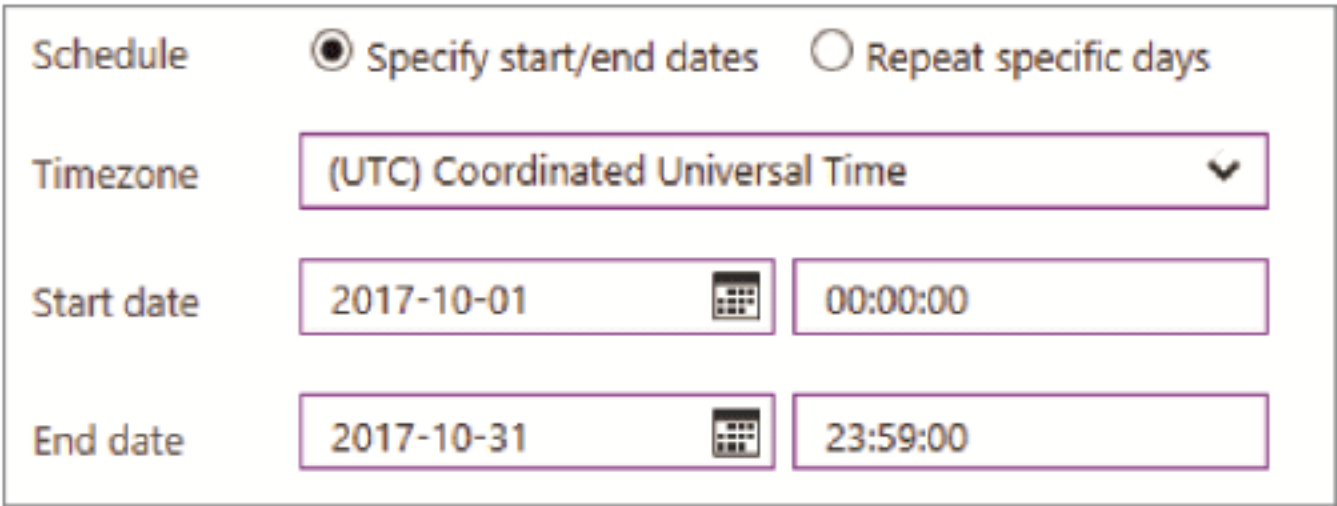 Schedule Specify start/end dates Repeat specific days
Timezone (UTC) Coordinated Universal Time
Start date 2017-10-01 00:00:00
End date 2017-10-31 23:59:00